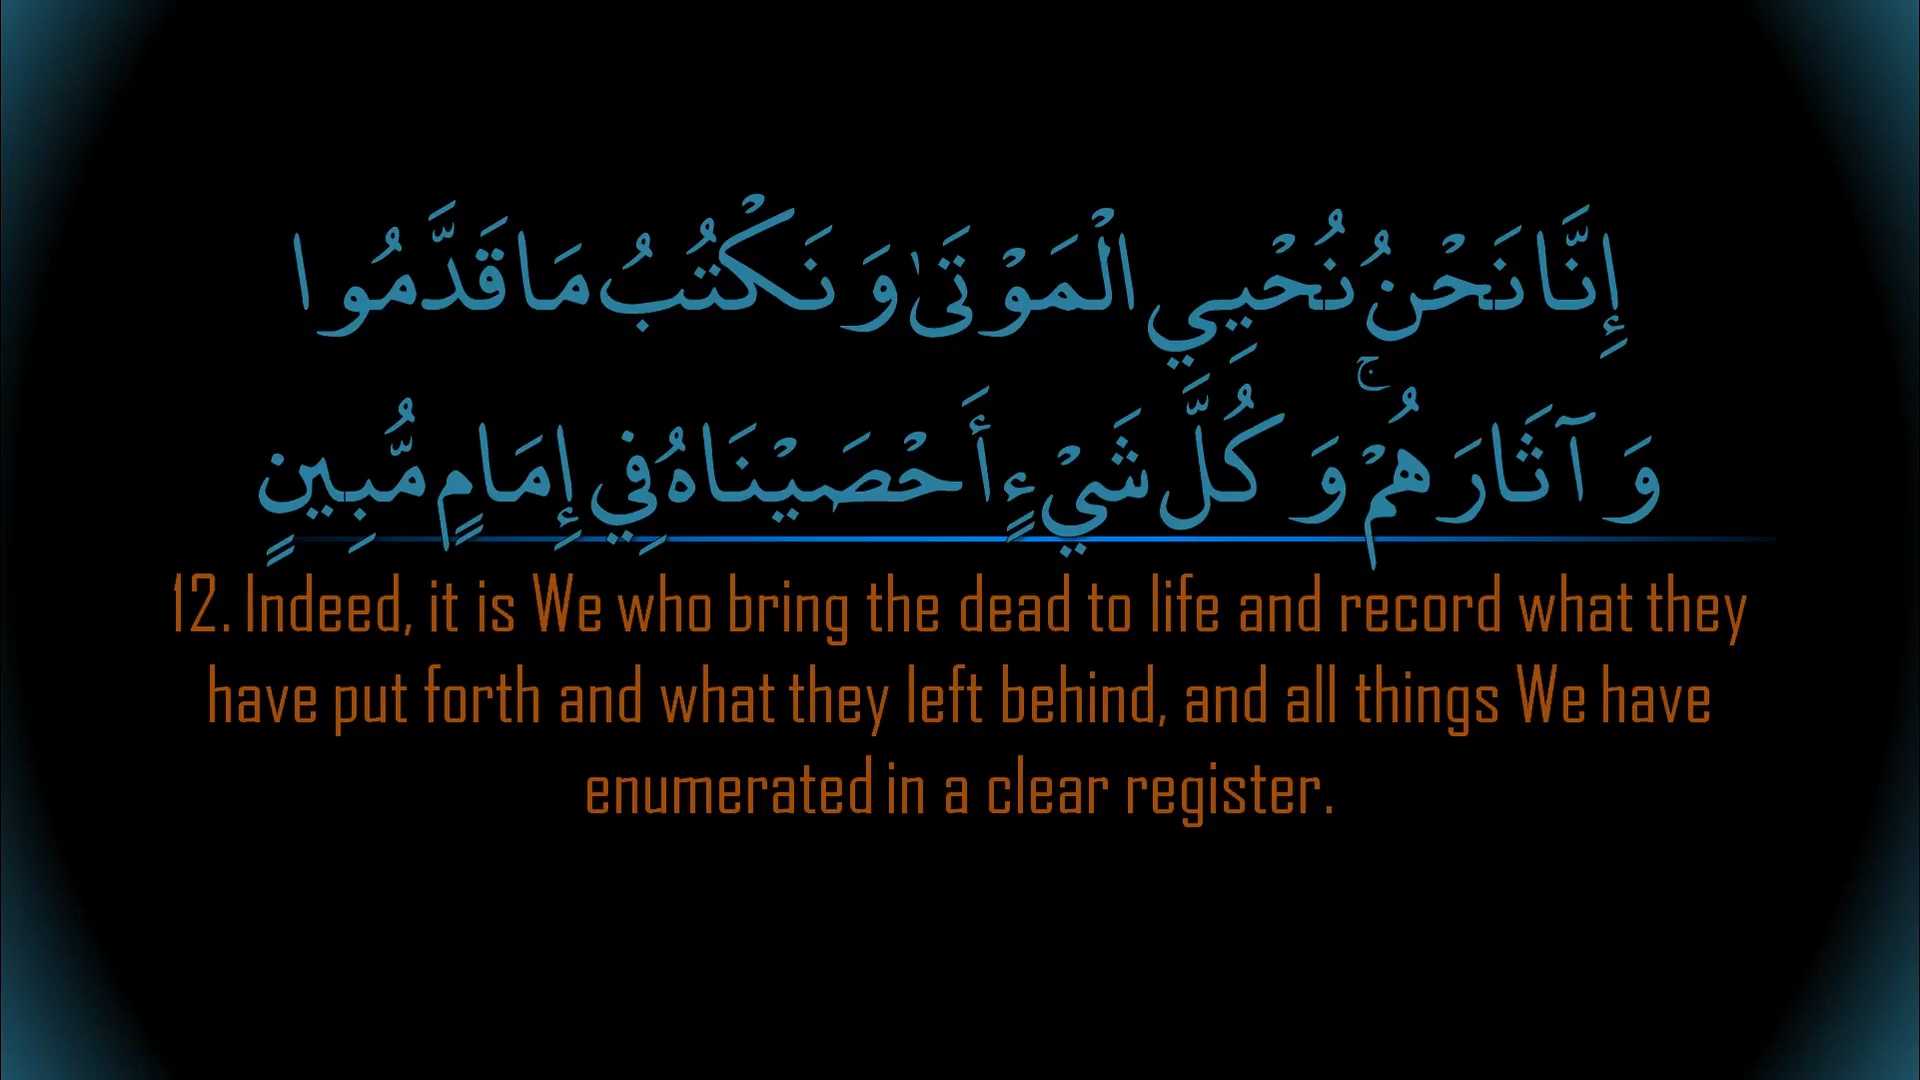 إِنَّا نَحْنُ نُحْيِي الْمَوْتَىٰ وَ نَكْتُبُ مَا قَدَّمُوا
وَ آثَارَهُمْ ۚ وَ كُلَّ شَيْءٍ أَحْصَيْنَاهُ فِي إِمَامٍ مُّبِينٍ
12. Indeed, it is We who bring the dead to life and record what they
have put forth and what they left behind, and all things We have
enumerated in a clear register.